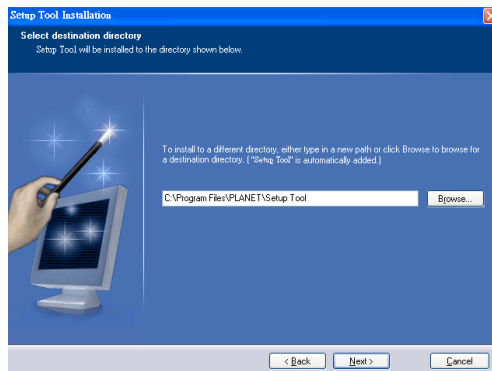 Setup Tool Installation
Select destination directory
Setup Tool will be installed to the directory shown below.
To install to a different directory, either type in a new path or click Browse to browse for
a destination directory. ( "Setup Tool" is automatically added.)
C:\Program Files\PLANET\Setup Tool
Browse...
< Back
Next >
Cancel